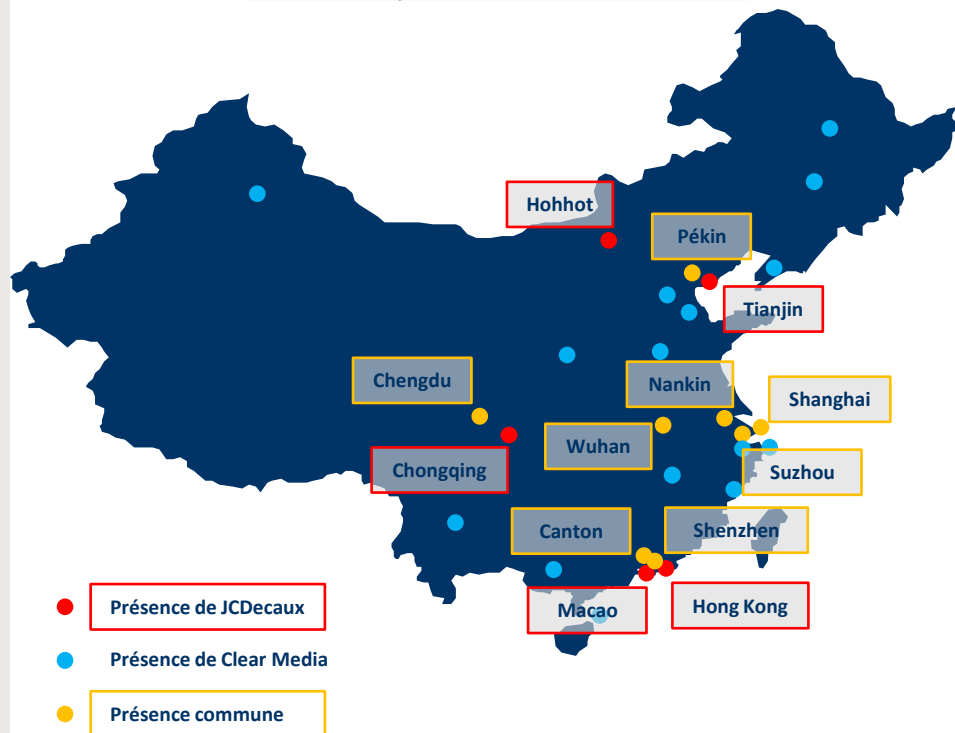 Hohhot
Pékin
Tianjin
Chengdu
Nankin
Shanghai
Wuhan
Chongqing
Suzhou
Canton
Shenzhen
Macao
Hong Kong
Présence de JCDecaux
Présence de Clear Media
Présence commune